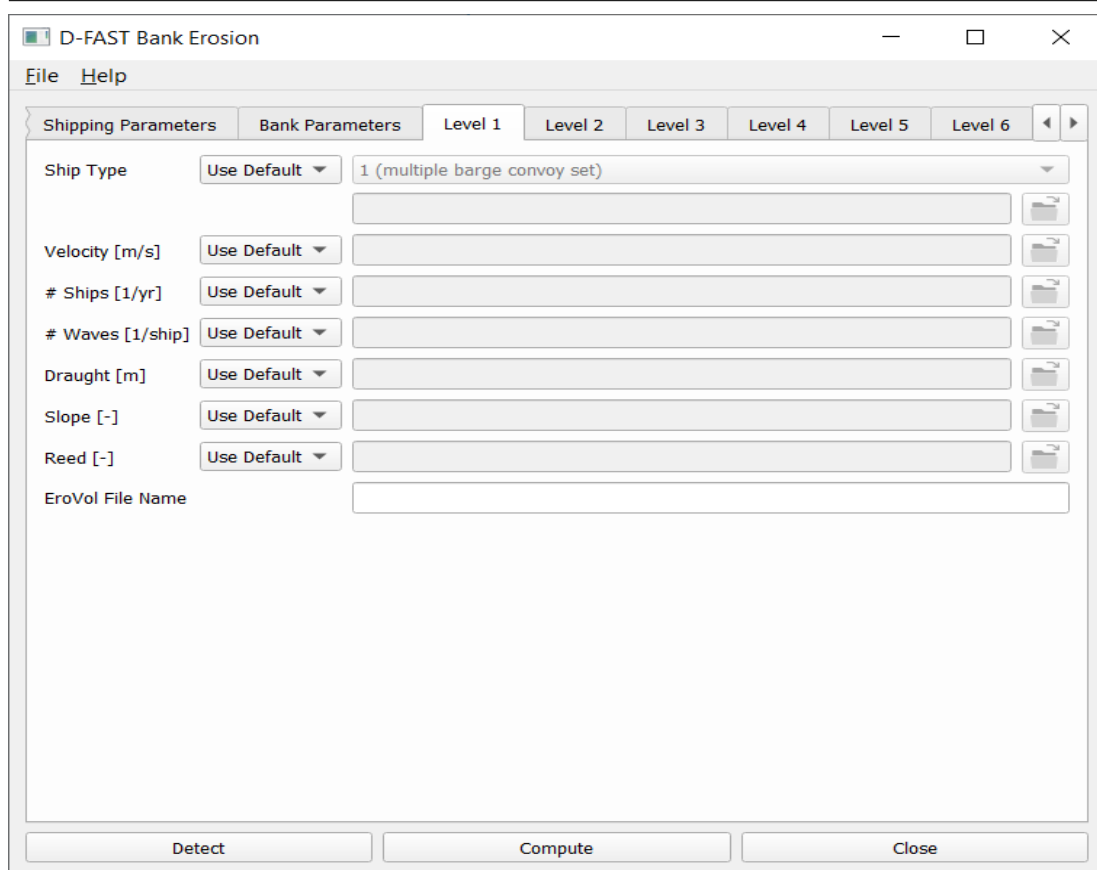 D-FAST Bank Erosion
File Help
Shipping Parameters Bank Parameters Level 1 Level 2 Level 3 Level 4 Level 5 Level 6
Ship Type Use Default 1 (multiple barge convoy set)
Velocity [m/s] Use Default
# Ships [1/yr] Use Default
# Waves [1/ship] Use Default
Draught [m] Use Default
Slope [-] Use Default
Reed [-] Use Default
EroVol File Name
Detect Compute Close